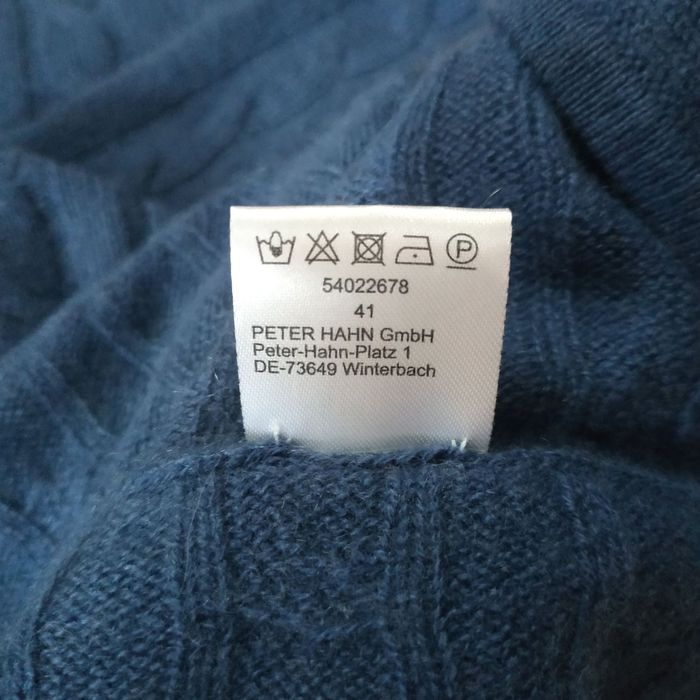 P
54022678
41
PETER HAHN GmbH
Peter-Hahn-Platz 1
DE-73649 Winterbach